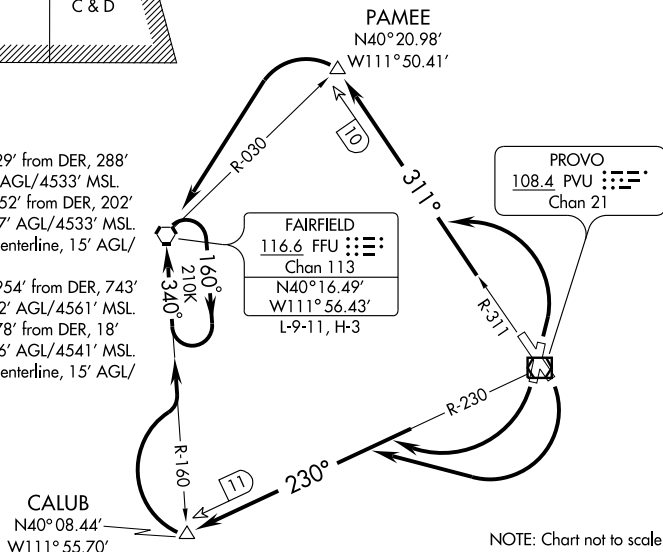 C & D
PAMEE
N40°20.98'
W111°50.41'
10
R-030
311°
29' from DER, 288'
AGL/4533' MSL.
52' from DER, 202'
7' AGL/4533' MSL.
enterline, 15' AGL/
954' from DER, 743'
2' AGL/4561' MSL.
78' from DER, 18'
6' AGL/4541' MSL.
enterline, 15' AGL/
PROVO
108.4 PVU
Chan 21
FAIRFIELD
116.6 FFU
Chan 113
N40°16.49'
W111°56.43'
L-9-11, H-3
160°
210K
340°
R-311
R-230
R-160
230°
11
CALUB
N40°08.44'
W111°55.70'
NOTE: Chart not to scale